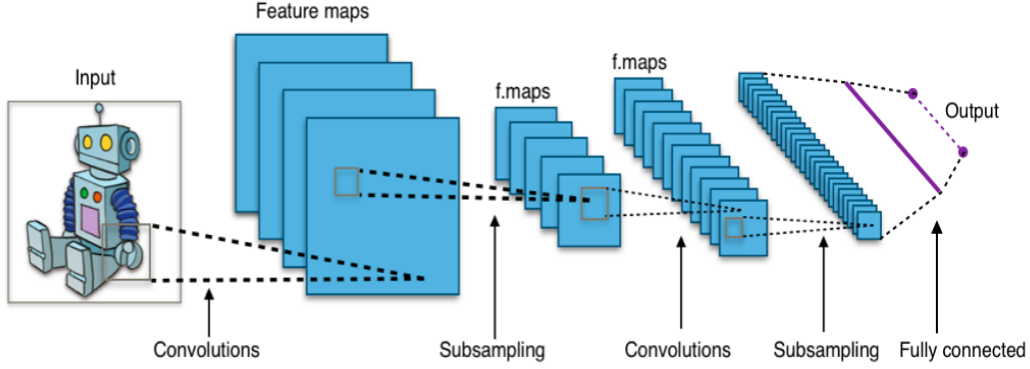 Feature maps
Input
f.maps
f.maps
Output
Convolutions
Subsampling
Convolutions
Subsampling
Fully connected